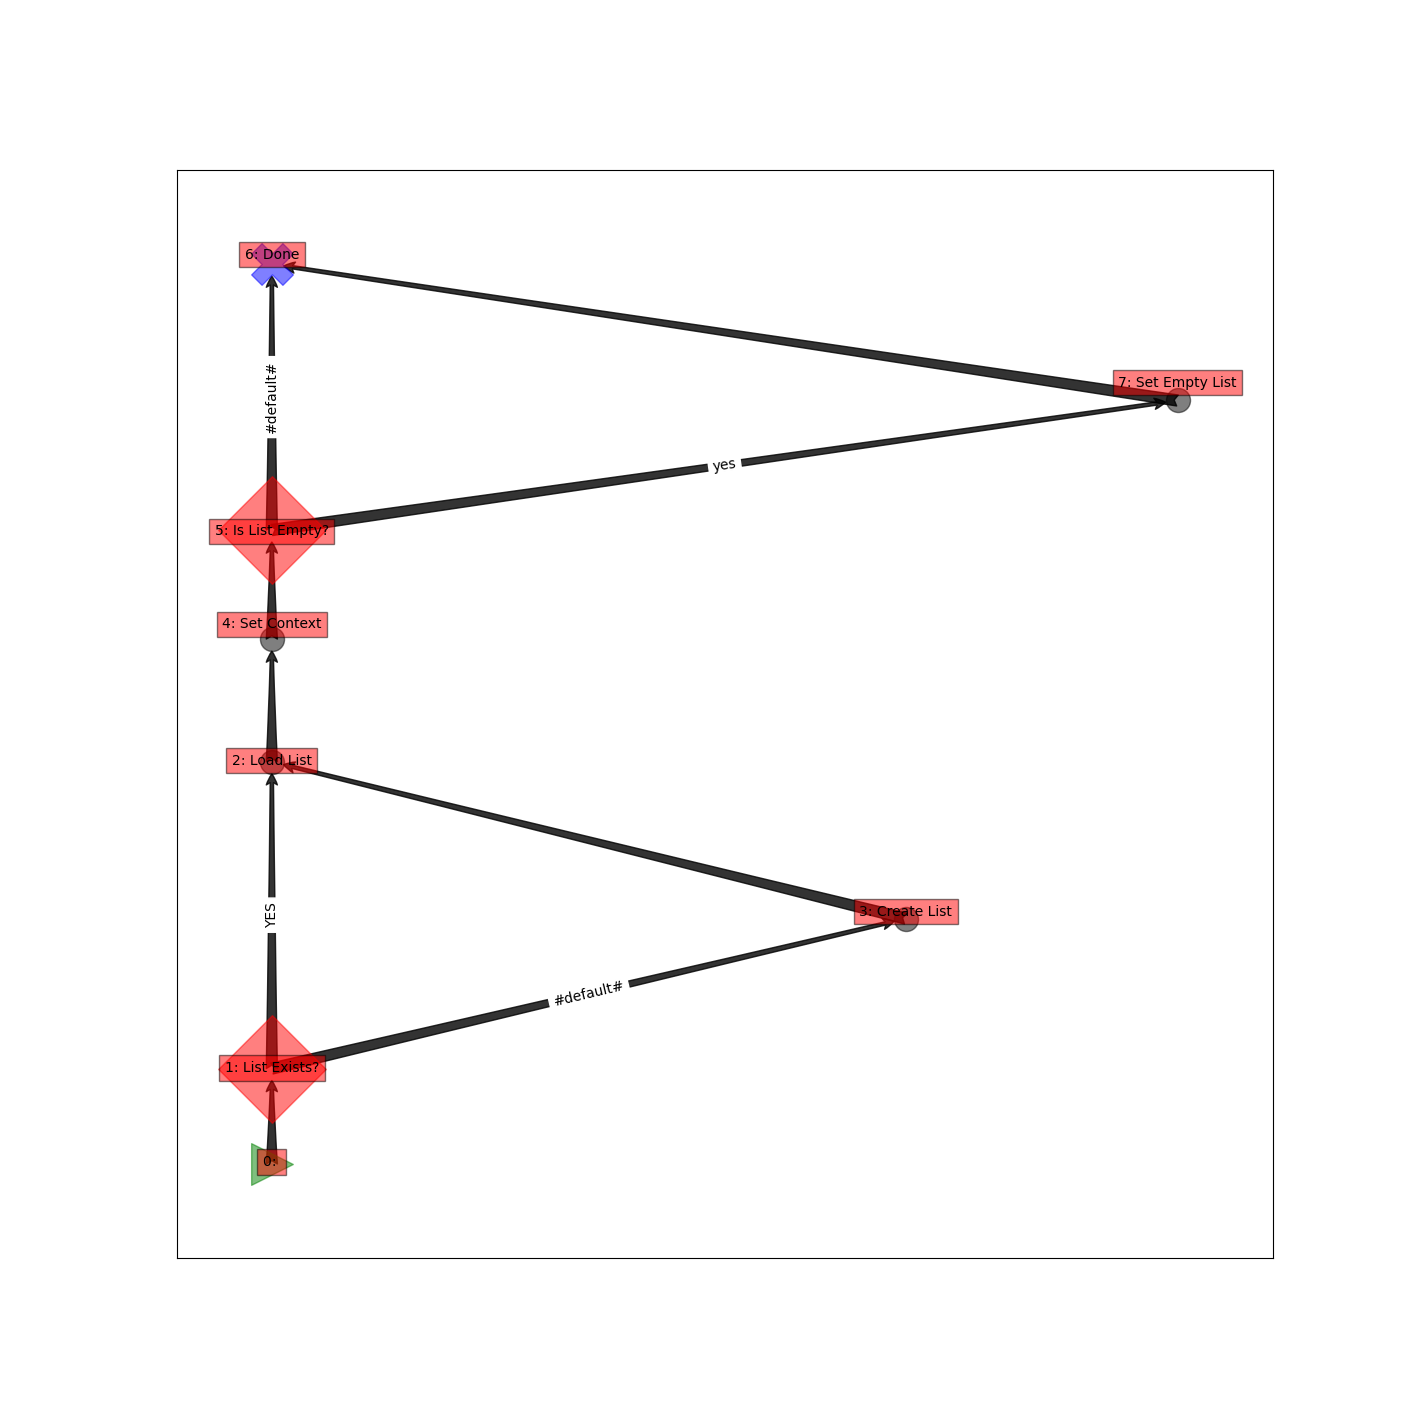 6: Done
7: Set Empty List
#default#
yes
5: Is List Empty?
4: Set Context
2: Load List
3: Create List
YES
#default#
1: List Exists?
0: